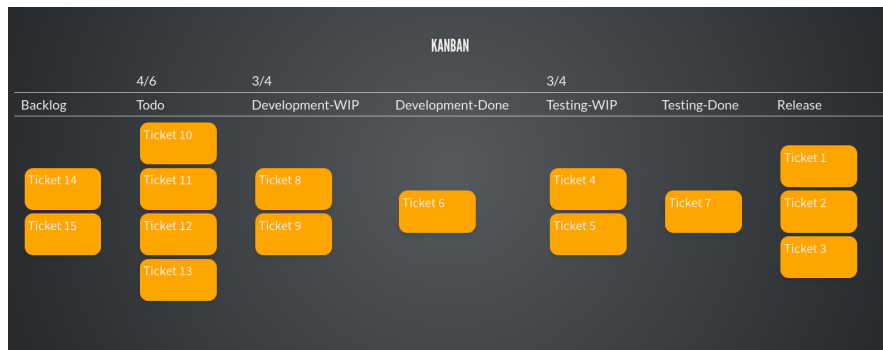 KANBAN
4/6 3/4 3/4
Backlog Todo Development-WIP Development-Done Testing-WIP Testing-Done Release
Ticket 10
Ticket 1
Ticket 14 Ticket 11 Ticket 8 Ticket 4
Ticket 6 Ticket 7 Ticket 2
Ticket 15 Ticket 12 Ticket 9 Ticket 5
Ticket 3
Ticket 13